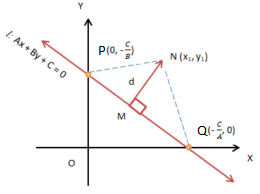 Y
P(0, -C/B)
N (x₁, y₁)
l: Ax+By+C=0
d
M
Q(-C/A, 0)
O
X